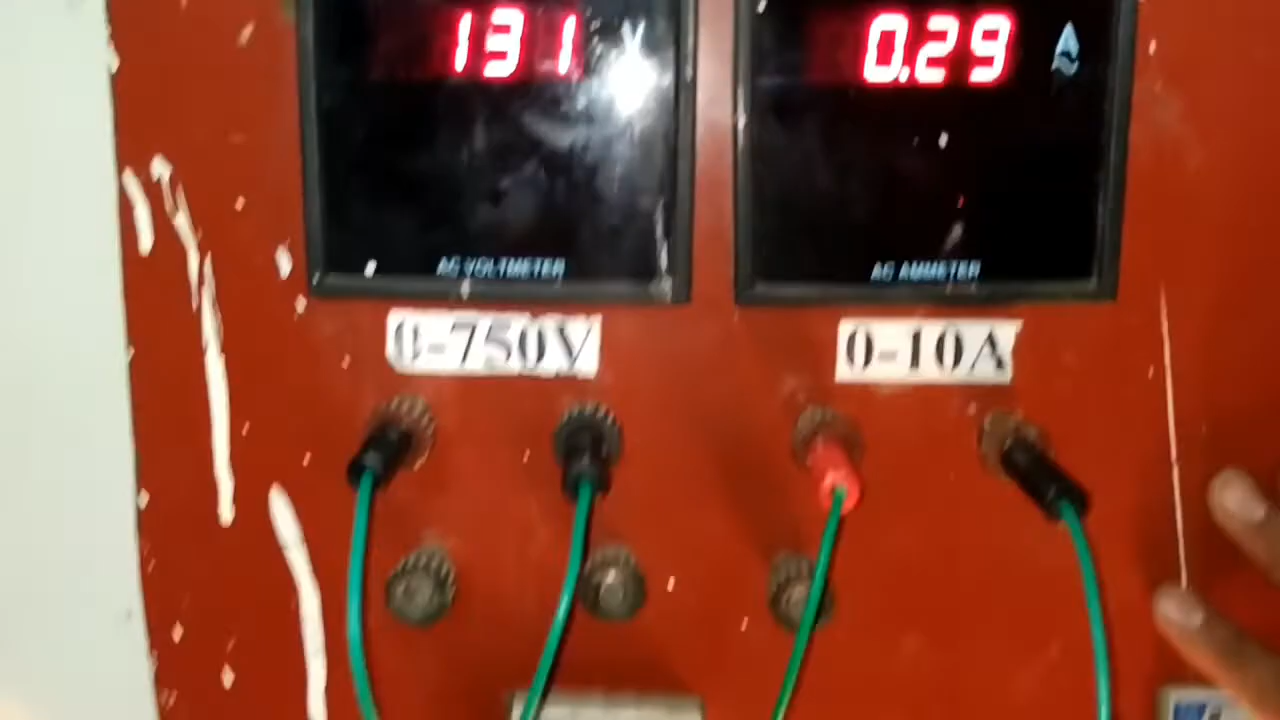 131 V
0.29 A
AC VOLTMETER
AC AMMETER
0-750V
0-10A